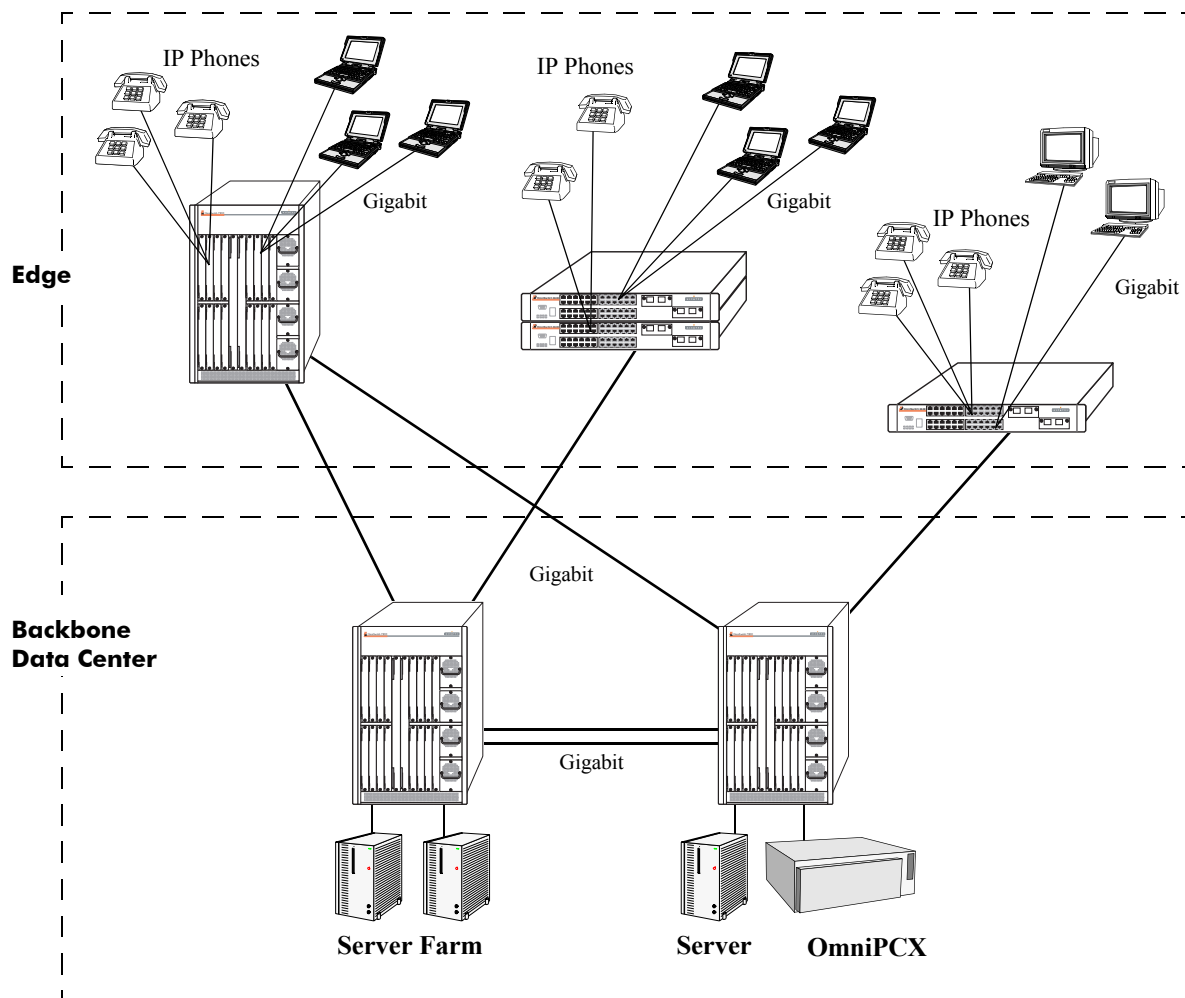 IP Phones
IP Phones
Gigabit
Gigabit
IP Phones
Gigabit
Edge
Gigabit
Backbone
Data Center
Gigabit
Server Farm
Server
OmniPCX